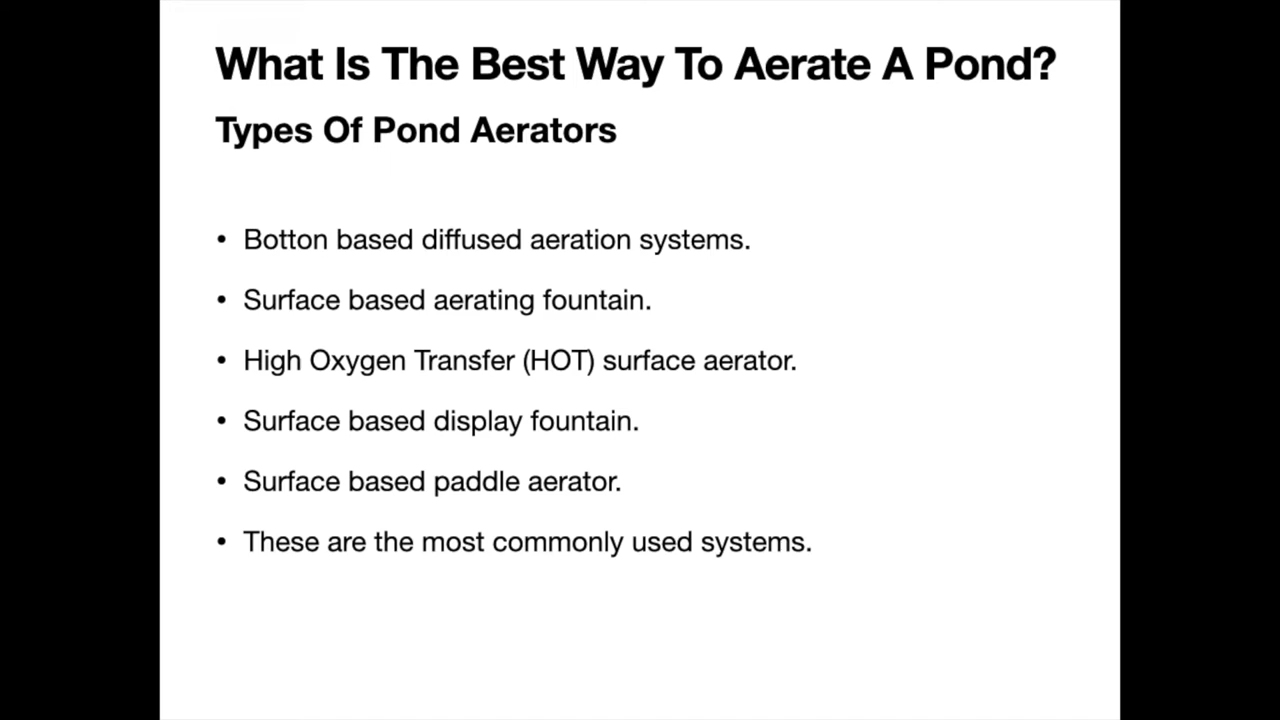 What Is The Best Way To Aerate A Pond?
Types Of Pond Aerators
• Botton based diffused aeration systems.
• Surface based aerating fountain.
• High Oxygen Transfer (HOT) surface aerator.
• Surface based display fountain.
• Surface based paddle aerator.
• These are the most commonly used systems.